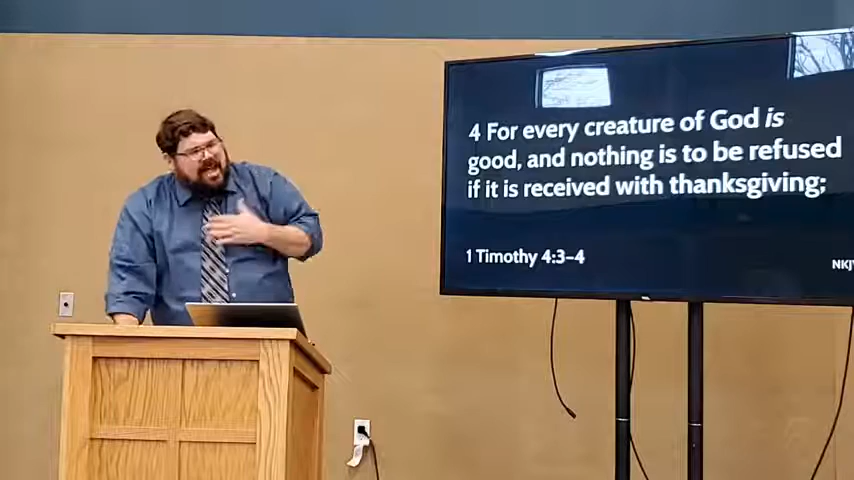 4 For every creature of God is
good, and nothing is to be refused
if it is received with thanksgiving;
1 Timothy 4:3–4
NKJV